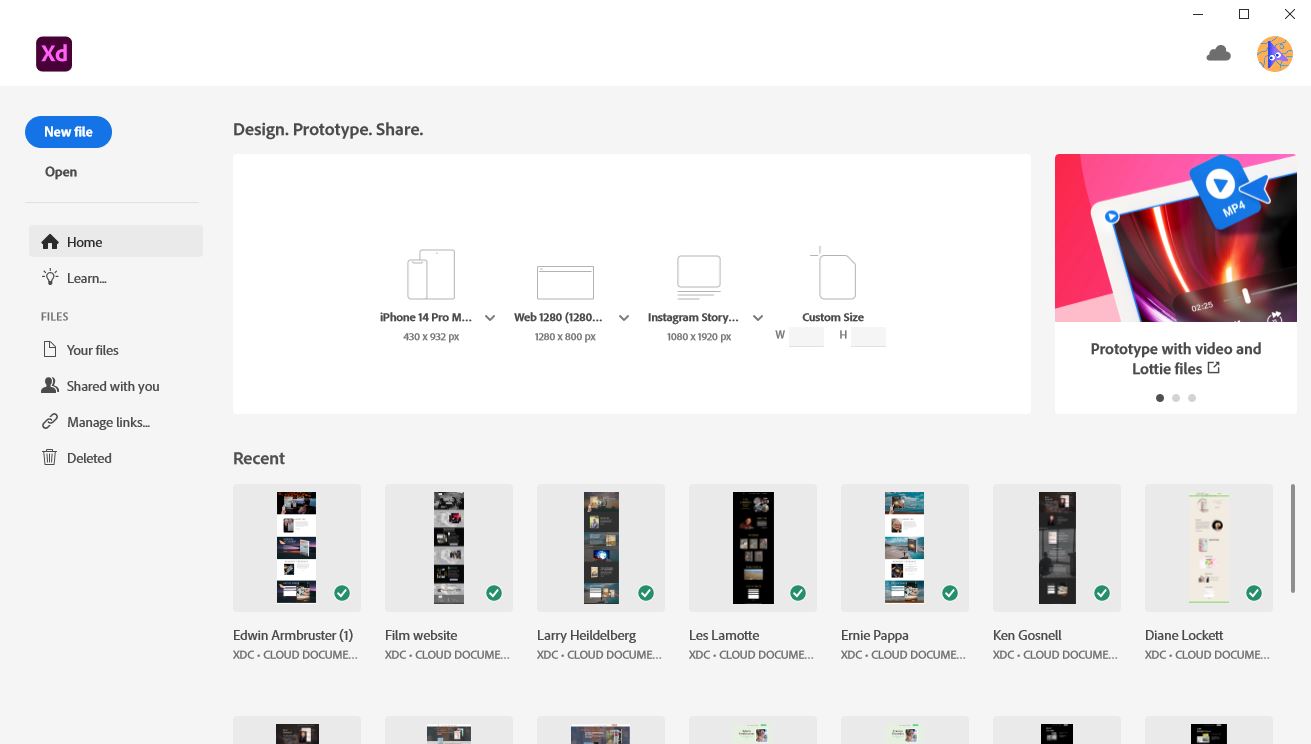 Xd
New file
Open
Home
Learn...
FILES
Your files
Shared with you
Manage links...
Deleted
Design. Prototype. Share.
iPhone 14 Pro M...
430 x 932 px
Web 1280 (1280...
1280 x 800 px
Instagram Story...
1080 x 1920 px
Custom Size
W H
MP4
02:25
Prototype with video and
Lottie files
Recent
Edwin Armbruster (1)
XDC • CLOUD DOCUME...
Film website
XDC • CLOUD DOCUME...
Larry Heildelberg
XDC • CLOUD DOCUME...
Les Lamotte
XDC • CLOUD DOCUME...
Ernie Pappa
XDC • CLOUD DOCUME...
Ken Gosnell
XDC • CLOUD DOCUME...
Diane Lockett
XDC • CLOUD DOCUME...